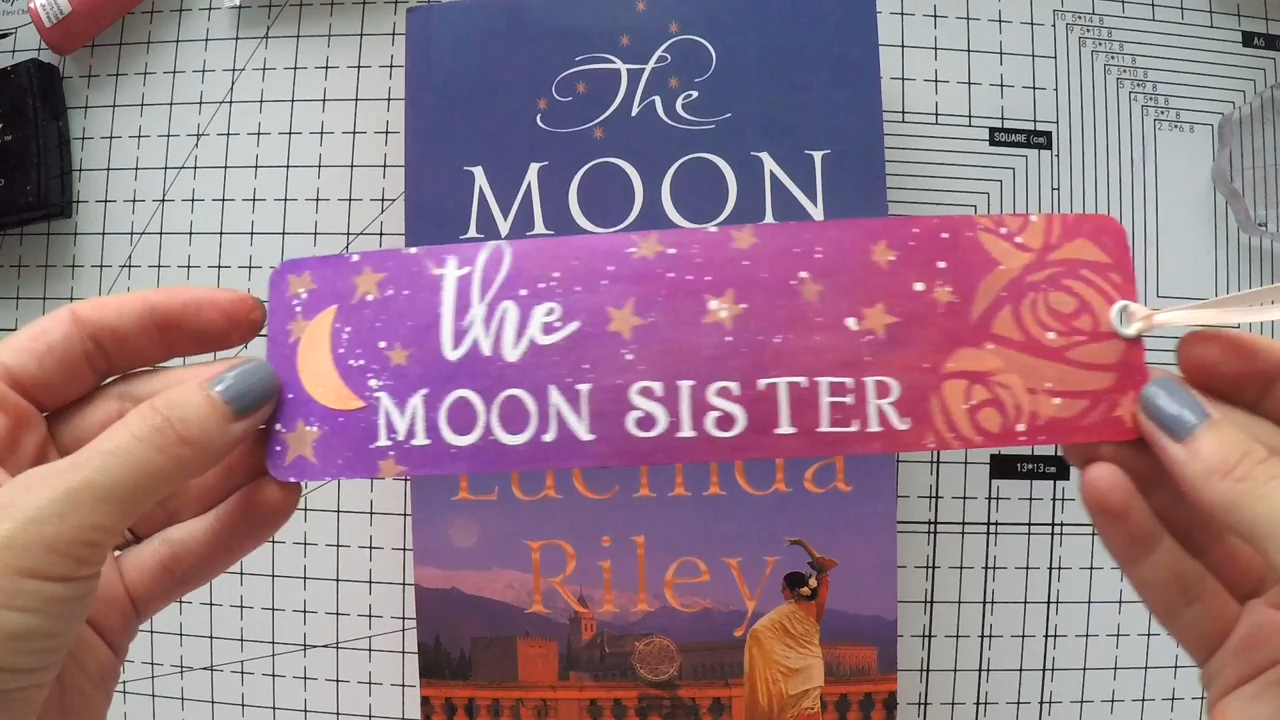 The
MOON
the
MOON SISTER
Lucinda
Riley
10.5*14.8
9.5*13.8
8.5*12.8
7.5*11.8
6.5*10.8
5.5*9.8
4.5*8.8
3.5*7.8
2.5*6.8
A6
SQUARE (cm)
13*13cm